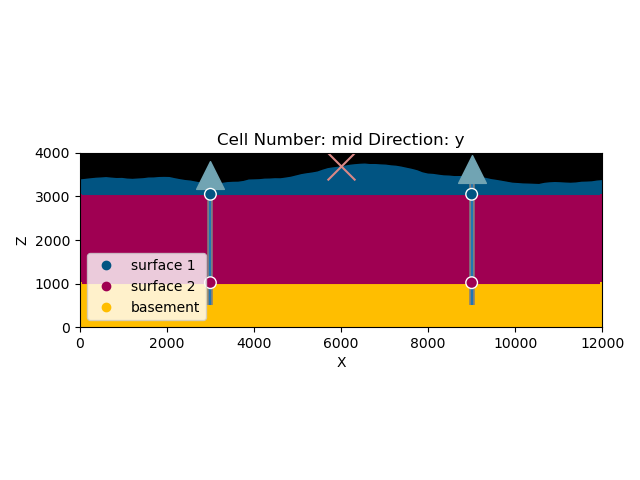 Cell Number: mid Direction: y
4000
3000
2000
1000
0
Z
surface 1
surface 2
basement
0 2000 4000 6000 8000 10000 12000
X